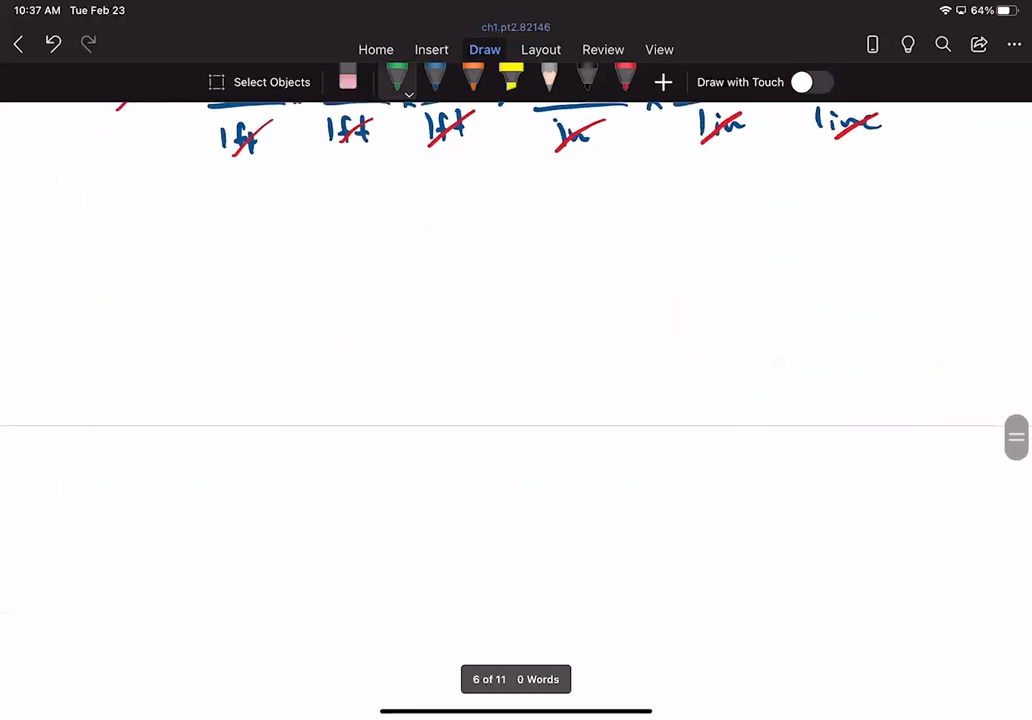 10:37 AM Tue Feb 23 64%
ch1.pt2.82146
Home Insert Draw Layout Review View
Select Objects Draw with Touch
1ft 1ft 1ft in 1in 1in
6 of 11 0 Words